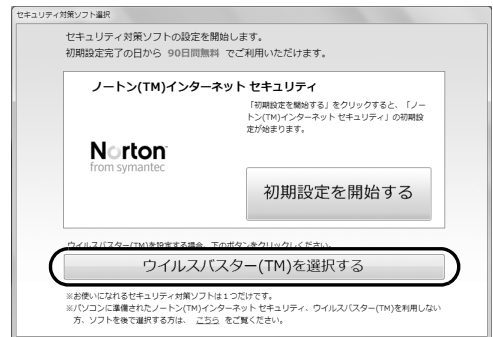 セキュリティ対策ソフト選択
セキュリティ対策ソフトの設定を開始します。
初期設定完了の日から 90日間無料 でご利用いただけます。
ノートン(TM)インターネット セキュリティ
「初期設定を開始する」をクリックすると、「ノー
トン(TM)インターネット セキュリティ」の初期設
定が始まります。
Norton
from symantec
初期設定を開始する
ウイルスバスター(TM)を設定する場合、下のボタンをクリックしください。
ウイルスバスター(TM)を選択する
※お使いになれるセキュリティ対策ソフトは１つだけです。
※パソコンに準備されたノートン(TM)インターネット セキュリティ、ウイルスバスター(TM)を利用しない
方、ソフトを後で選択する方は、 こちら をご覧ください。